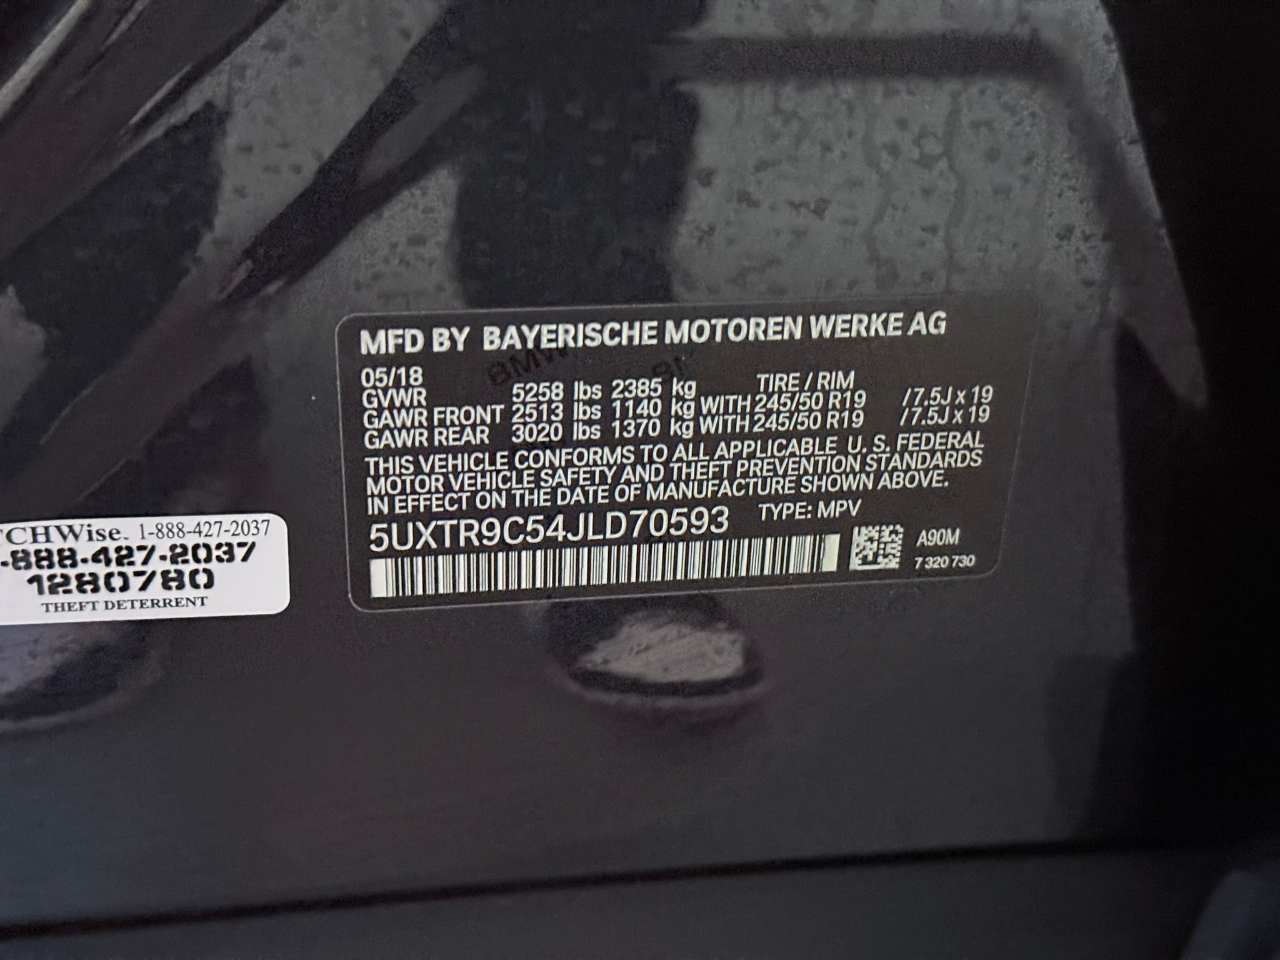 MFD BY BAYERISCHE MOTOREN WERKE AG
05/18 TIRE / RIM
GVWR 5258 lbs 2385 kg
GAWR FRONT 2513 lbs 1140 kg WITH 245/50 R19 /7.5J x 19
GAWR REAR 3020 lbs 1370 kg WITH 245/50 R19 /7.5J x 19
THIS VEHICLE CONFORMS TO ALL APPLICABLE U. S. FEDERAL
MOTOR VEHICLE SAFETY AND THEFT PREVENTION STANDARDS
IN EFFECT ON THE DATE OF MANUFACTURE SHOWN ABOVE.
5UXTR9C54JLD70593 TYPE: MPV
A90M
7 320 730
CHWise. 1-888-427-2037
-888-427-2037
1280780
THEFT DETERRENT